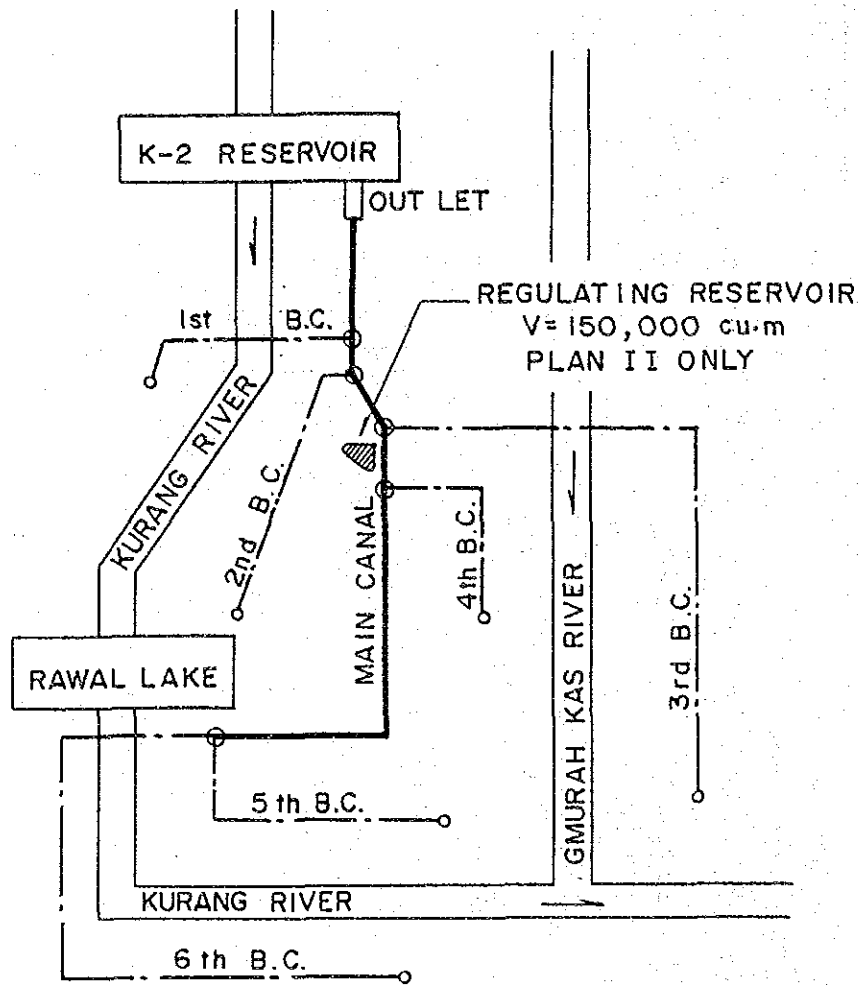 K-2 RESERVOIR
OUT LET
REGULATING RESERVOIR
V=150,000 cu.m
PLAN II ONLY
1st B.C.
KURANG RIVER
2nd B.C.
MAIN CANAL
4th B.C.
GMURAH KAS RIVER
3rd B.C.
RAWAL LAKE
5th B.C.
KURANG RIVER
6th B.C.